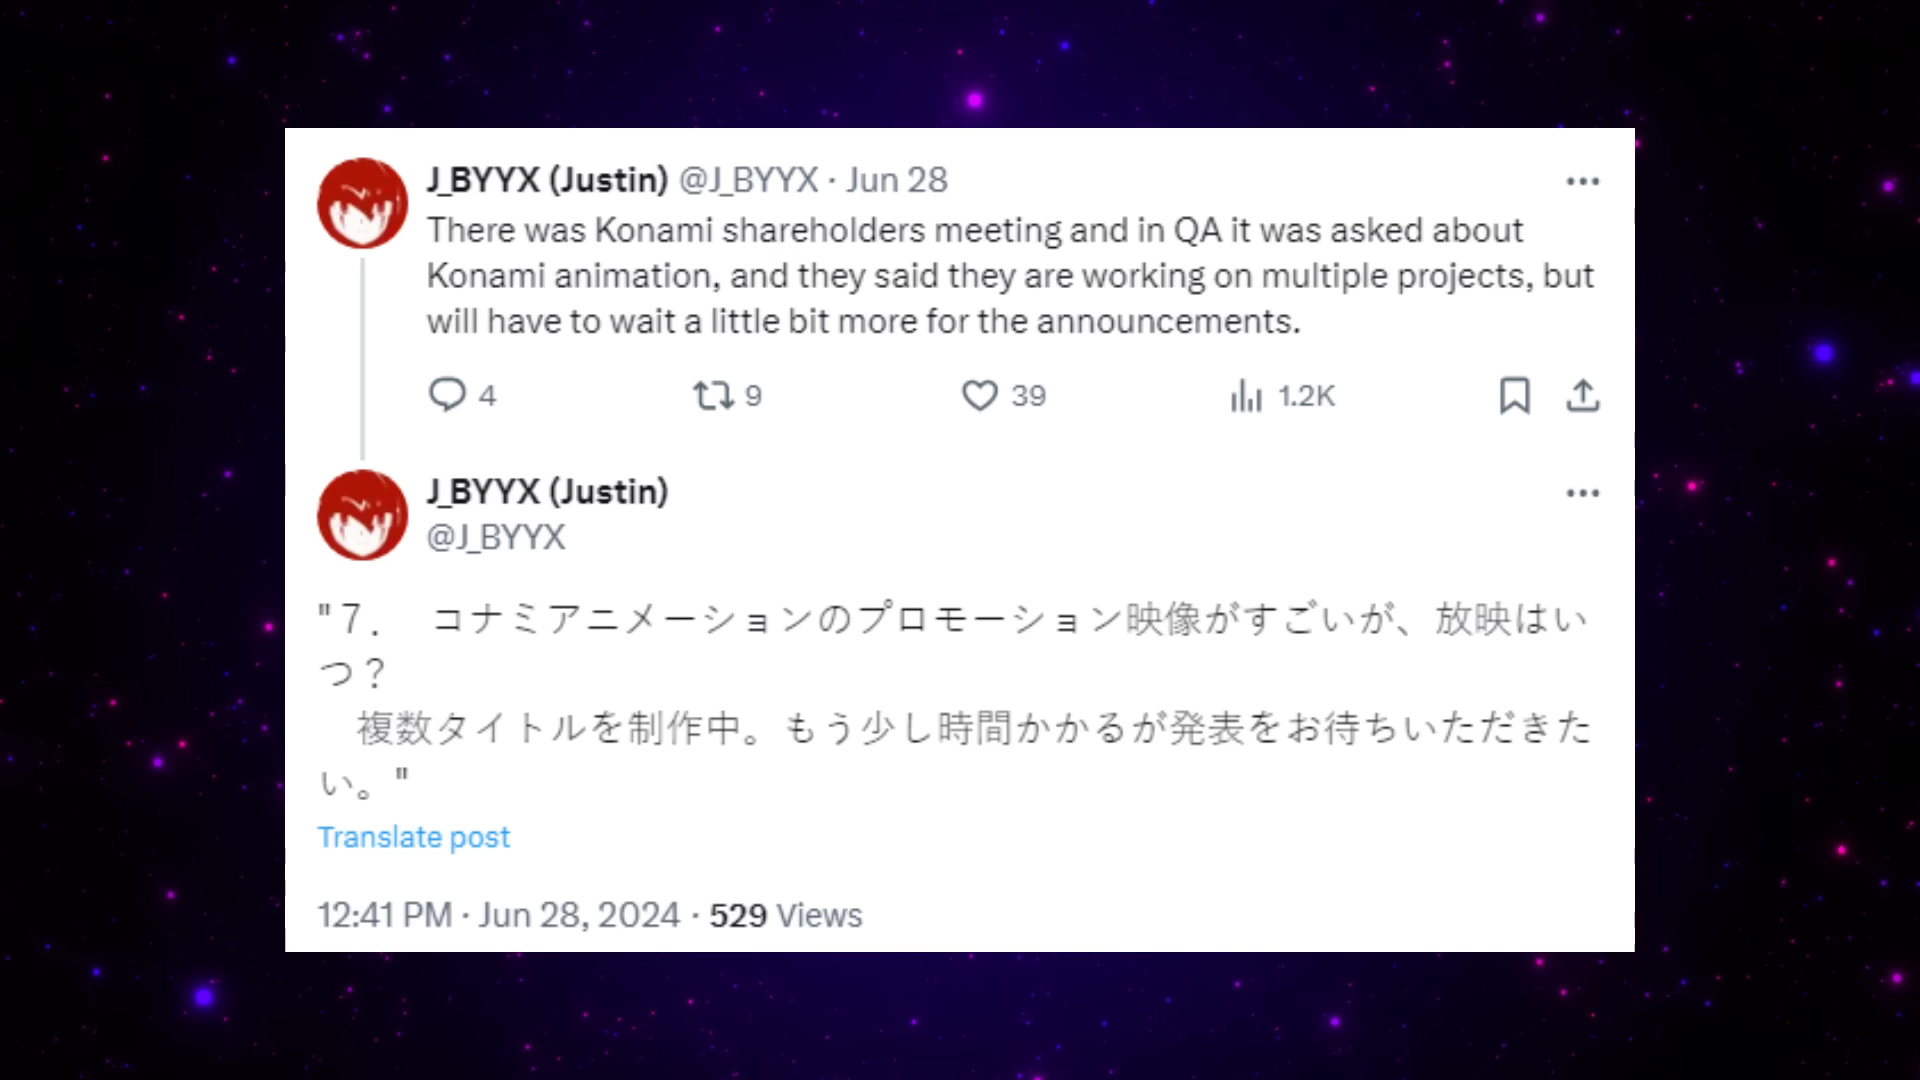 J_BYYX (Justin) @J_BYYX · Jun 28
There was Konami shareholders meeting and in QA it was asked about
Konami animation, and they said they are working on multiple projects, but
will have to wait a little bit more for the announcements.
4 9 39 1.2K
J_BYYX (Justin)
@J_BYYX
"７.　コナミアニメーションのプロモーション映像がすごいが、放映はい
つ？
　複数タイトルを制作中。もう少し時間かかるが発表をお待ちいただきた
い。"
Translate post
12:41 PM · Jun 28, 2024 · 529 Views